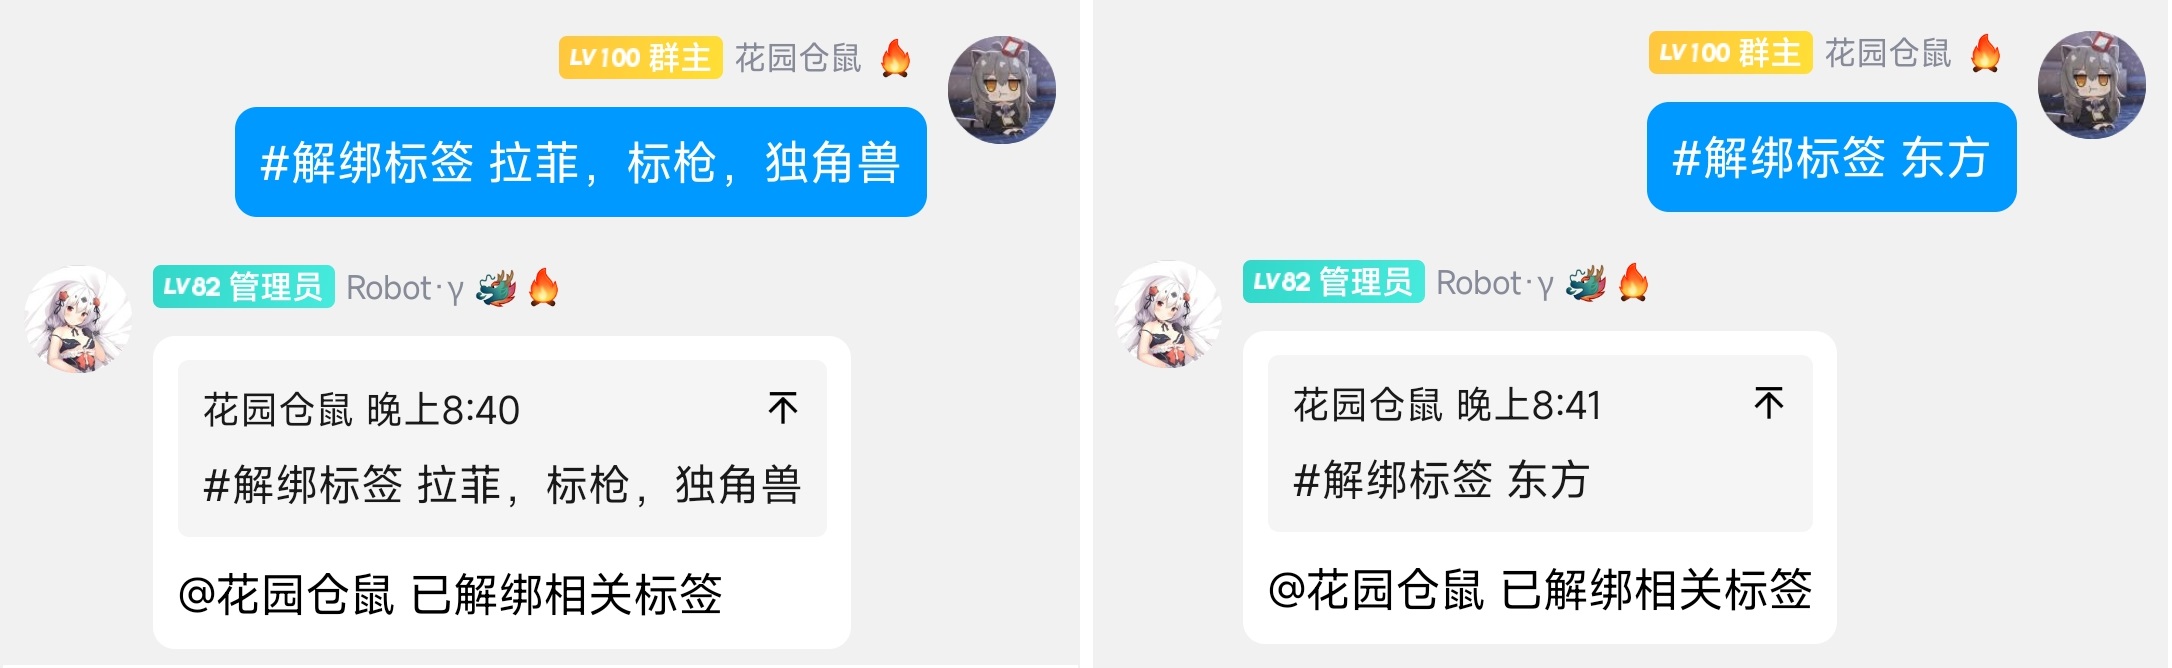 LV100 群主 花园仓鼠 🔥
#解绑标签 拉菲，标枪，独角兽
LV82 管理员 Robot·γ 🐲🔥
花园仓鼠 晚上8:40
#解绑标签 拉菲，标枪，独角兽
@花园仓鼠 已解绑相关标签
LV100 群主 花园仓鼠 🔥
#解绑标签 东方
LV82 管理员 Robot·γ 🐲🔥
花园仓鼠 晚上8:41
#解绑标签 东方
@花园仓鼠 已解绑相关标签